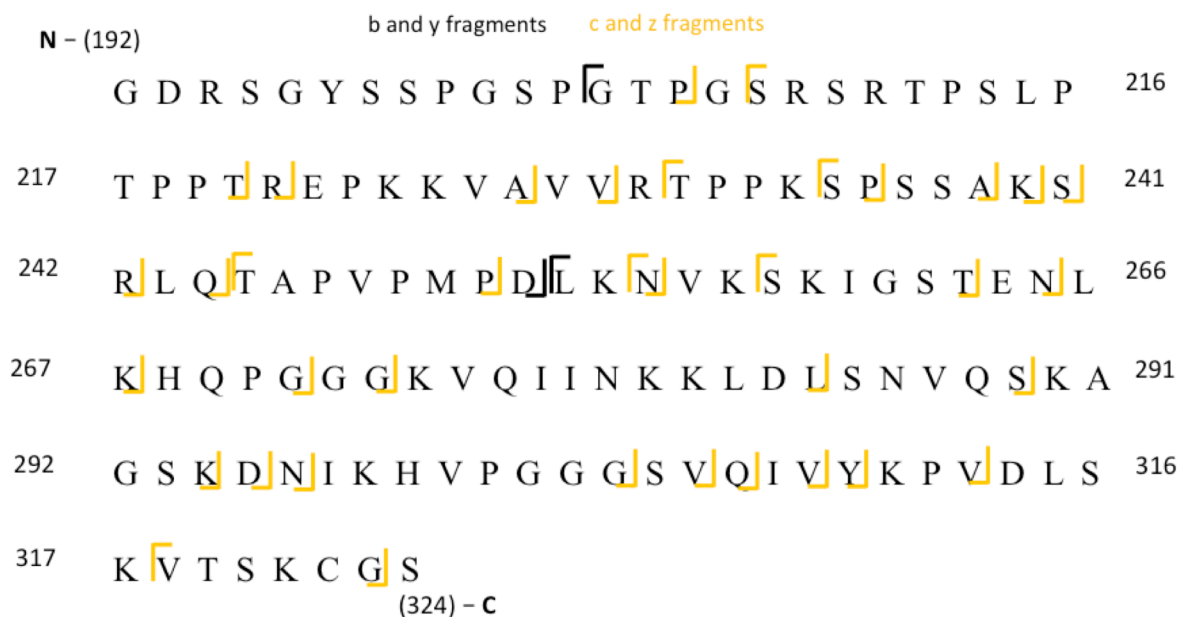 b and y fragments c and z fragments
N – (192)
G D R S G Y S S P G S P G T P G S R S R T P S L P 216
217 T P P T R E P K K V A V V R T P P K S P S S A K S 241
242 R L Q T A P V P M P D L K N V K S K I G S T E N L 266
267 K H Q P G G G K V Q I I N K K L D L S N V Q S K A 291
292 G S K D N I K H V P G G G S V Q I V Y K P V D L S 316
317 K V T S K C G S
(324) – C